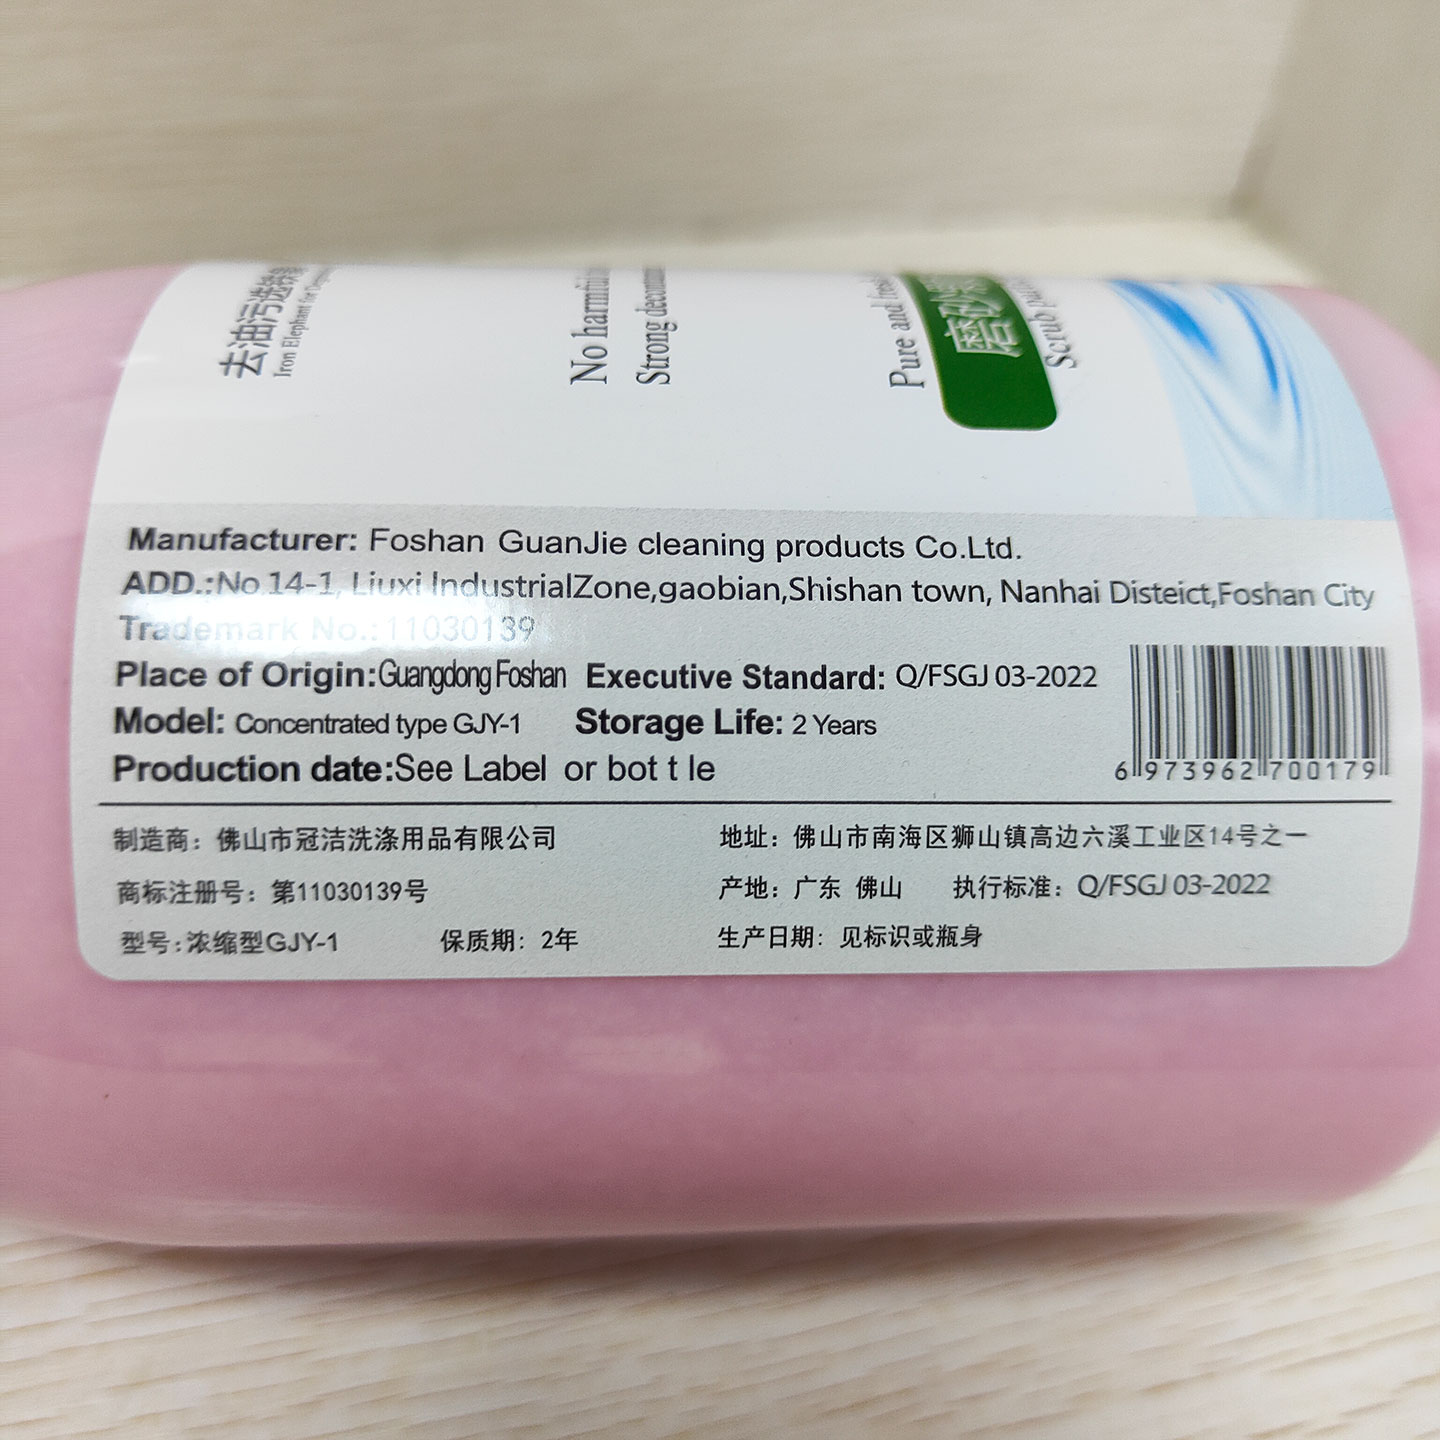 去油污选铁象
Iron Elephant for
No harmful
Strong
Pure and
磨砂
Scrub
Manufacturer: Foshan GuanJie cleaning products Co.Ltd.
ADD.:No.14-1, Liuxi IndustrialZone,gaobian,Shishan town, Nanhai Disteict,Foshan City
Trademark No.:11030139
Place of Origin:Guangdong Foshan Executive Standard: Q/FSGJ 03-2022
Model: Concentrated type GJY-1 Storage Life: 2 Years
Production date:See Label or bot t le
6 973962 700179
制造商：佛山市冠洁洗涤用品有限公司 地址：佛山市南海区狮山镇高边六溪工业区14号之一
商标注册号：第11030139号 产地：广东 佛山 执行标准：Q/FSGJ 03-2022
型号:浓缩型GJY-1 保质期：2年 生产日期：见标识或瓶身